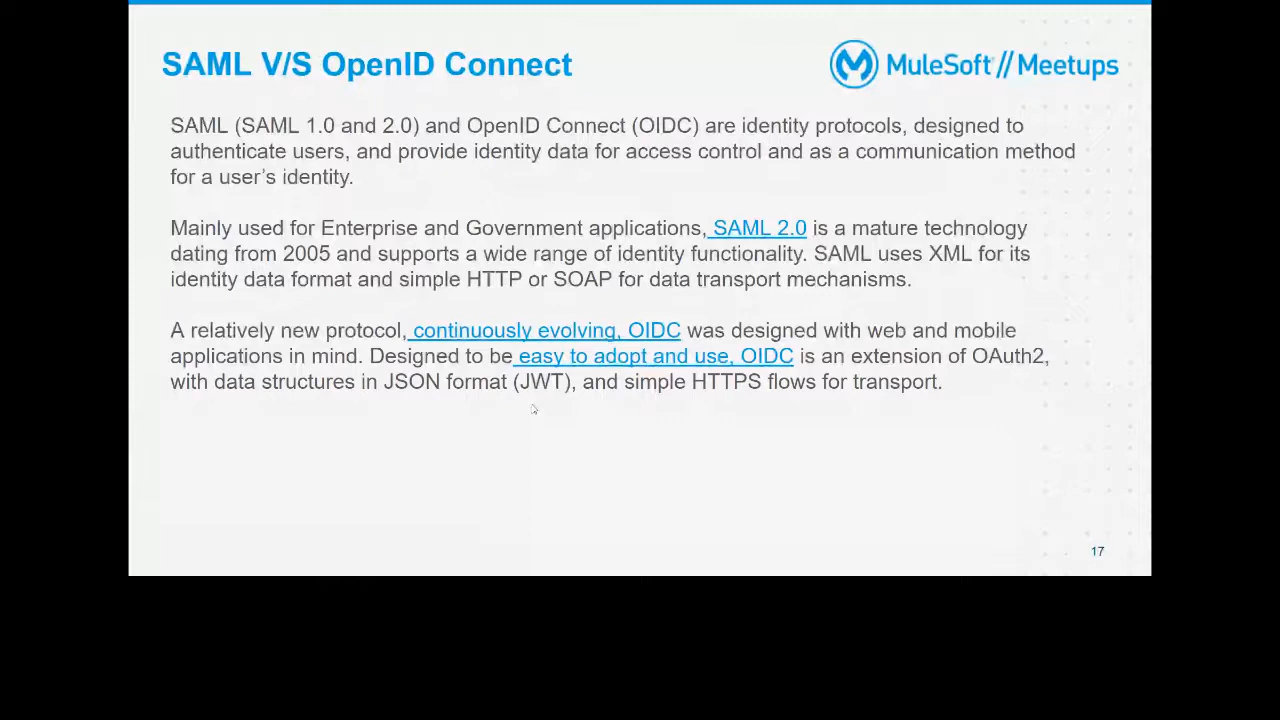 SAML V/S OpenID Connect
MuleSoft // Meetups
SAML (SAML 1.0 and 2.0) and OpenID Connect (OIDC) are identity protocols, designed to
authenticate users, and provide identity data for access control and as a communication method
for a user's identity.
Mainly used for Enterprise and Government applications, SAML 2.0 is a mature technology
dating from 2005 and supports a wide range of identity functionality. SAML uses XML for its
identity data format and simple HTTP or SOAP for data transport mechanisms.
A relatively new protocol, continuously evolving, OIDC was designed with web and mobile
applications in mind. Designed to be easy to adopt and use, OIDC is an extension of OAuth2,
with data structures in JSON format (JWT), and simple HTTPS flows for transport.
17